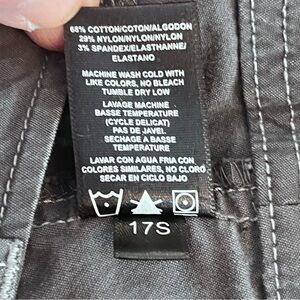 68% COTTON/COTON/ALGODON
29% NYLON/NYLON/NYLON
3% SPANDEX/ELASTHANNE/
ELASTANO
MACHINE WASH COLD WITH
LIKE COLORS, NO BLEACH
TUMBLE DRY LOW
LAVAGE MACHINE
BASSE TEMPERATURE
(CYCLE DELICAT)
PAS DE JAVEL
SECHAGE A BASSE
TEMPERATURE
LAVAR CON AGUA FRIA CON
COLORES SIMILARES, NO CLORO
SECAR EN CICLO BAJO
17S